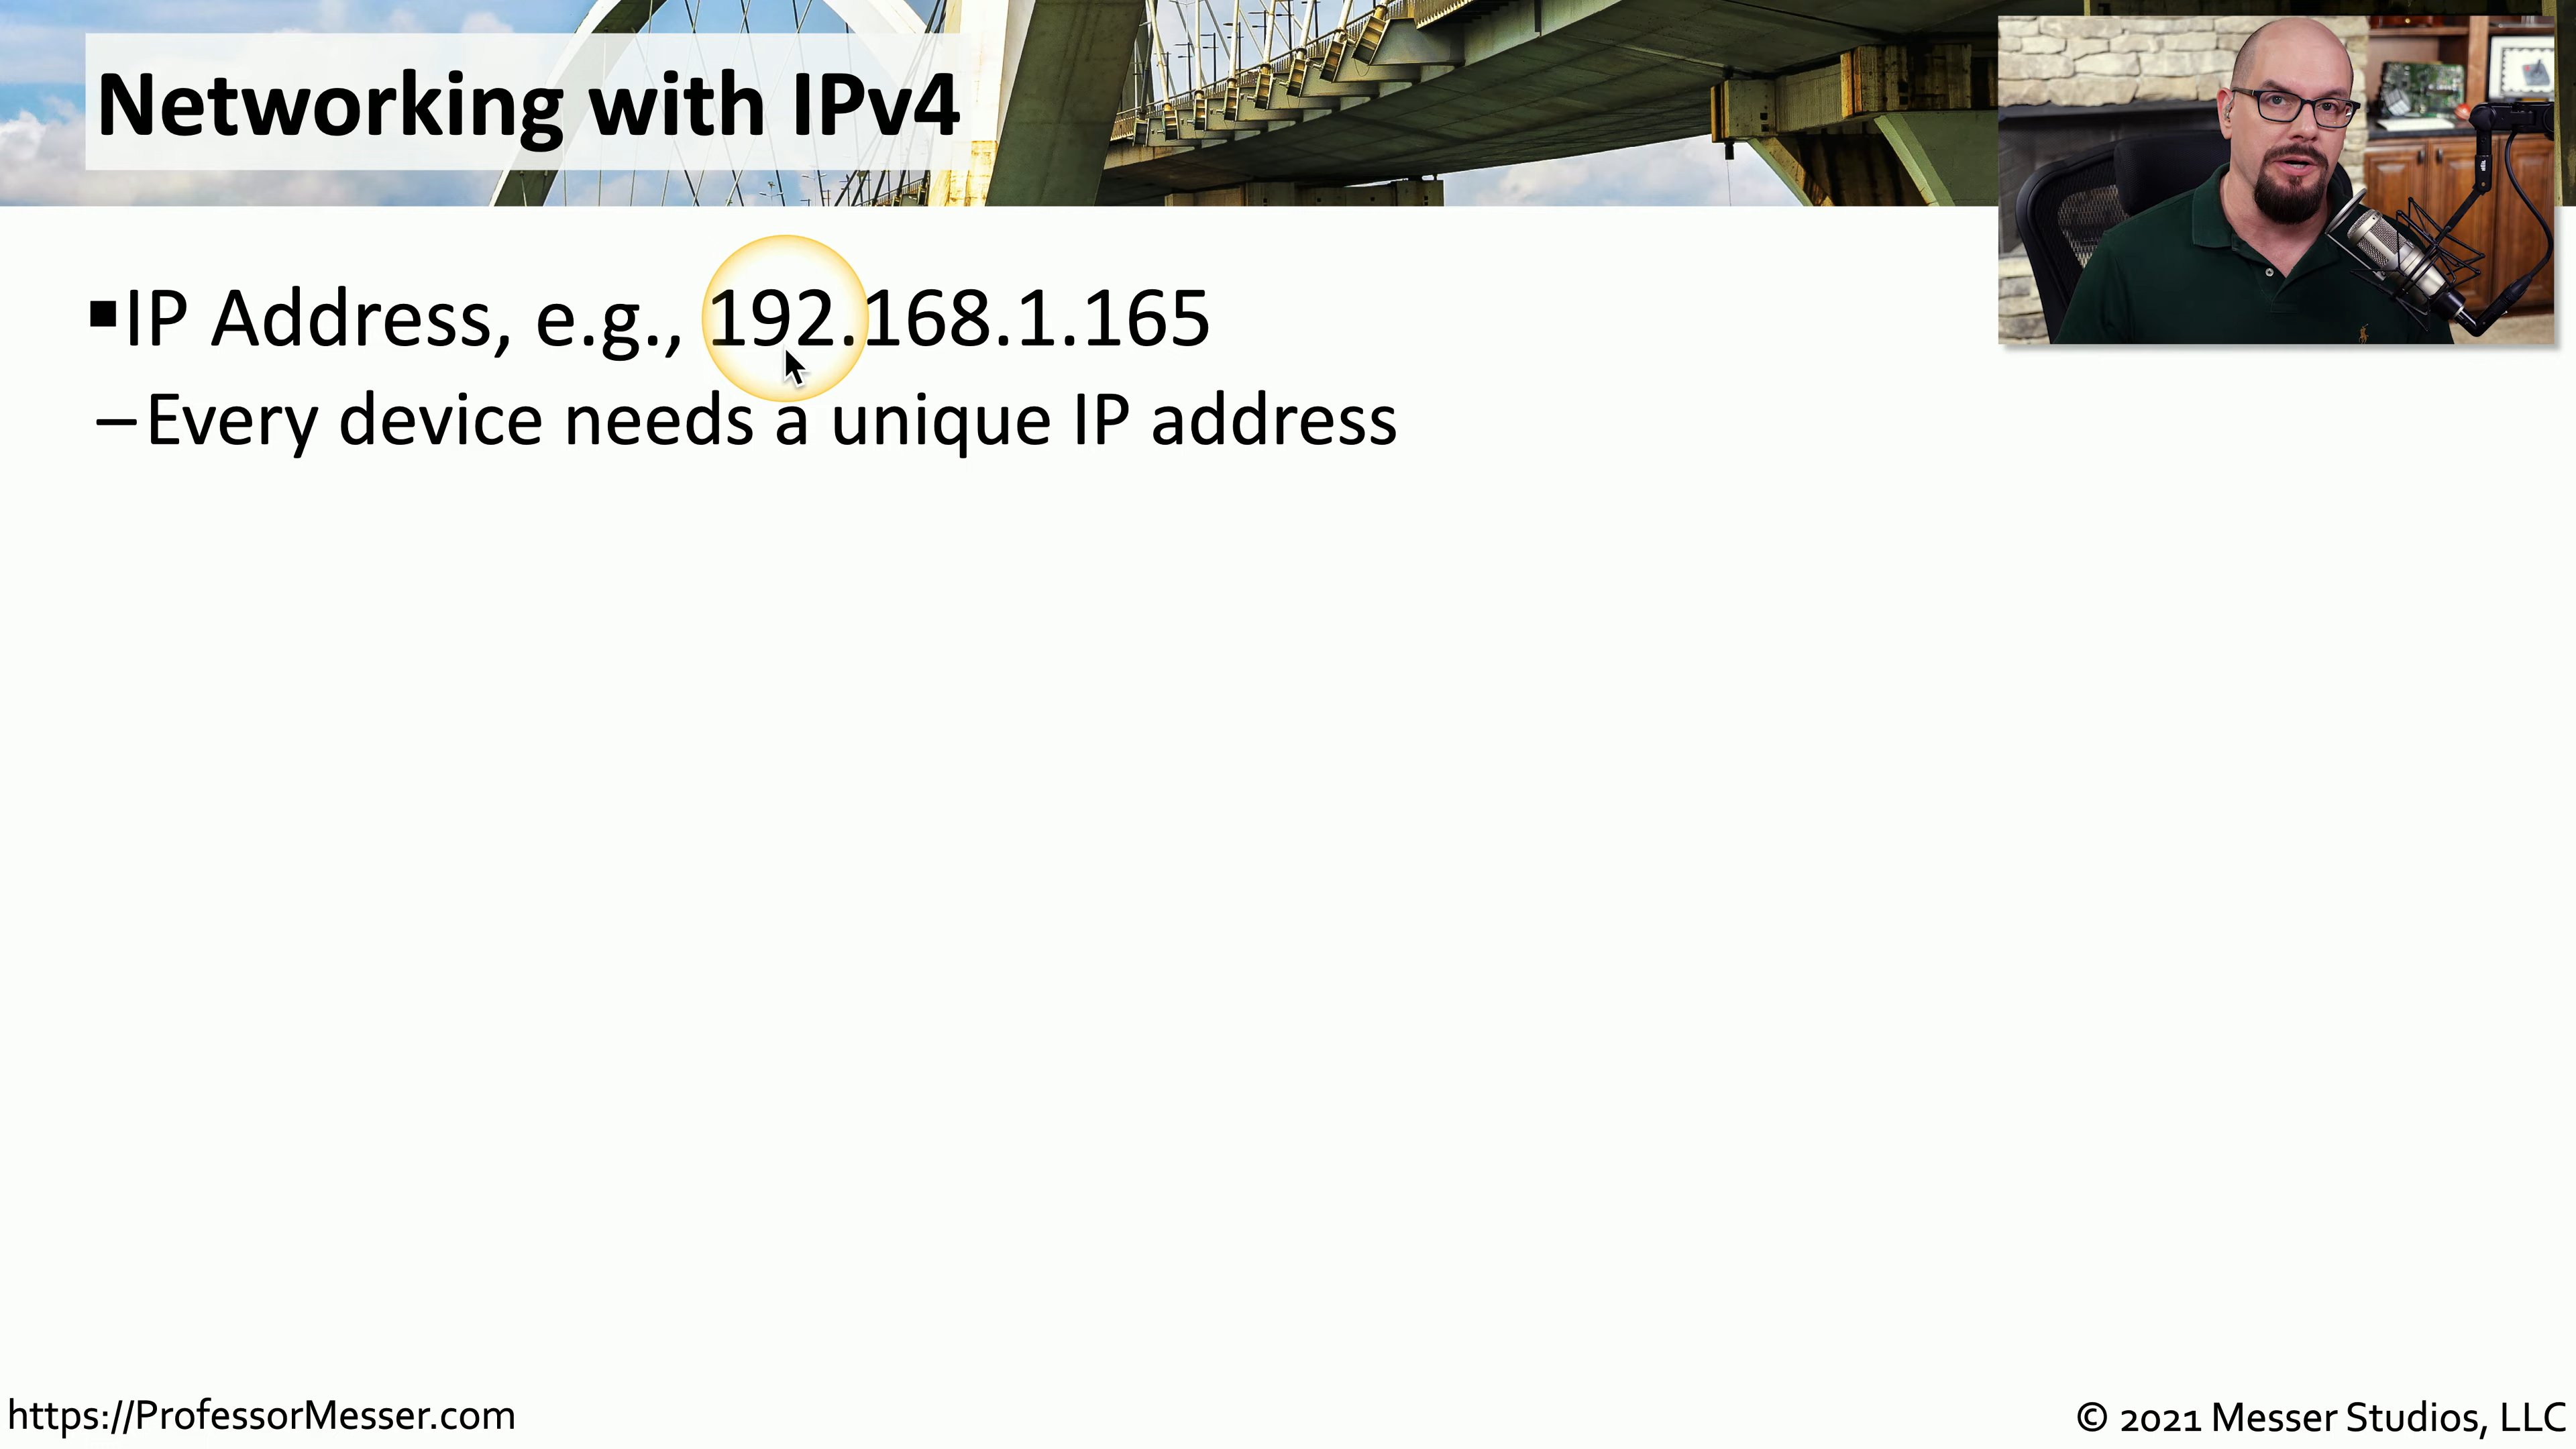 Networking with IPv4
▪IP Address, e.g., 192.168.1.165
–Every device needs a unique IP address
https://ProfessorMesser.com
© 2021 Messer Studios, LLC